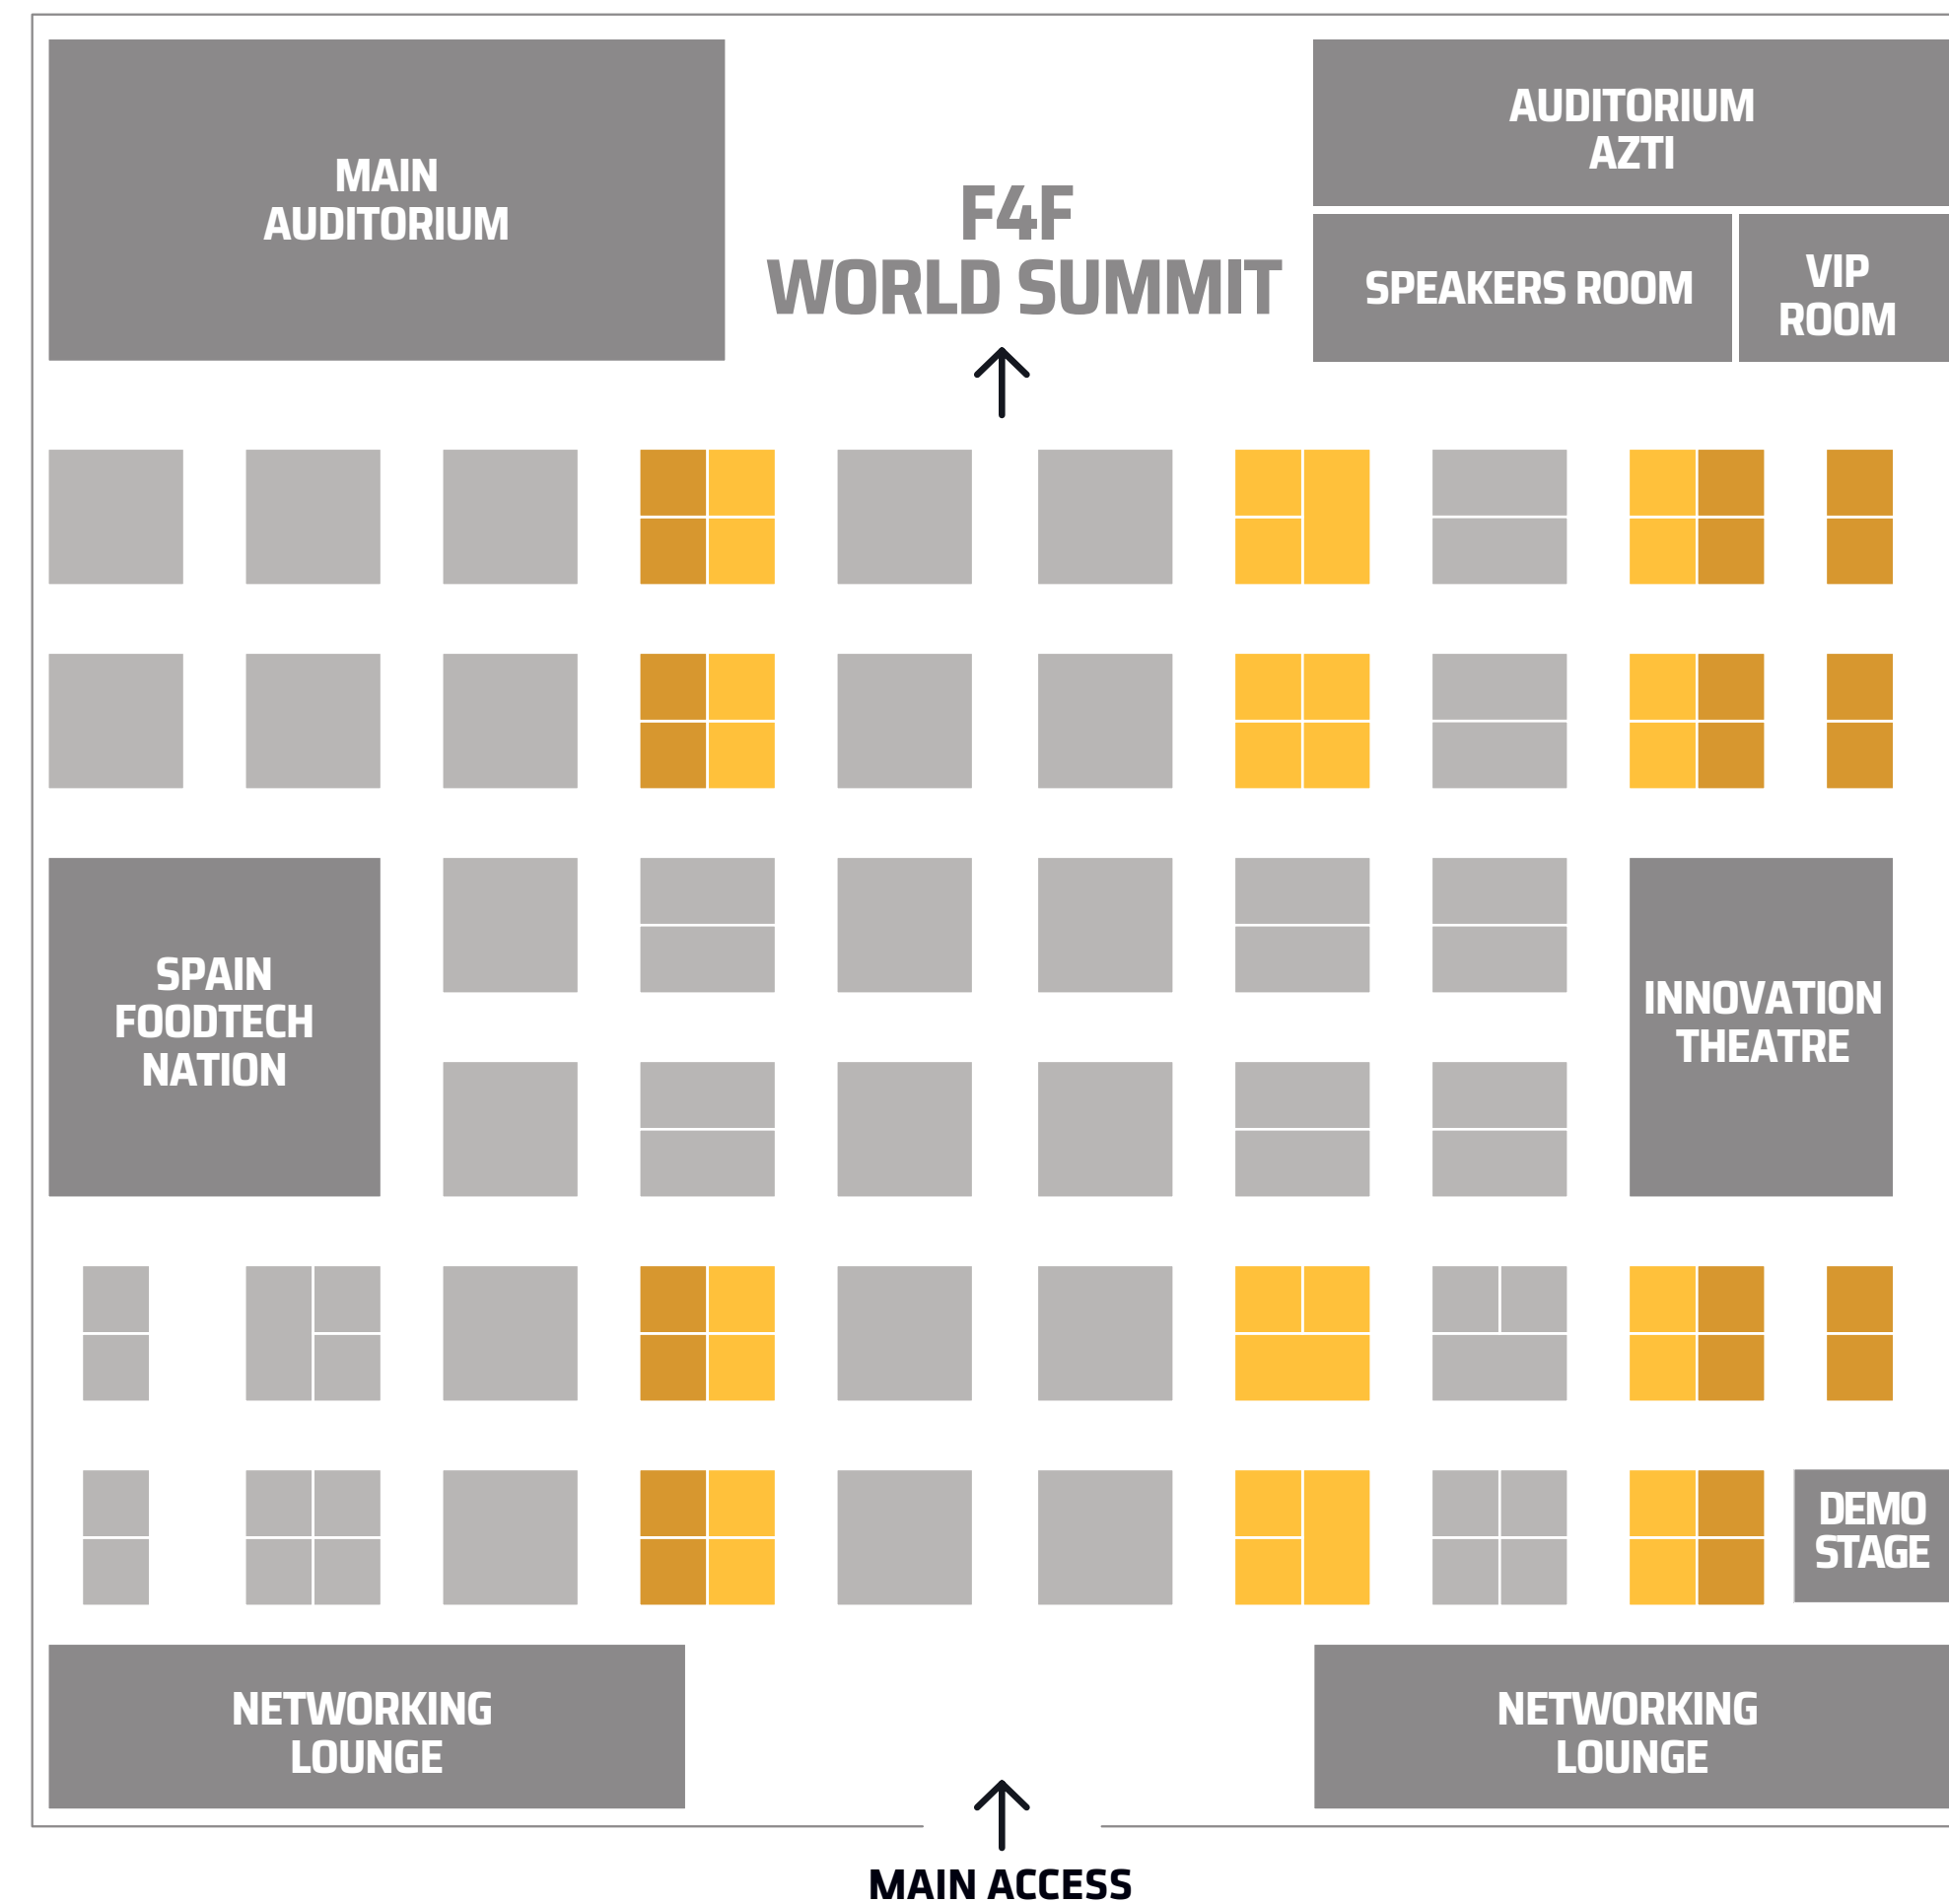 MAIN
AUDITORIUM
F4F
WORLD SUMMIT
AUDITORIUM
AZTI
SPEAKERS ROOM
VIP
ROOM
SPAIN
FOODTECH
NATION
INNOVATION
THEATRE
DEMO
STAGE
NETWORKING
LOUNGE
NETWORKING
LOUNGE
MAIN ACCESS